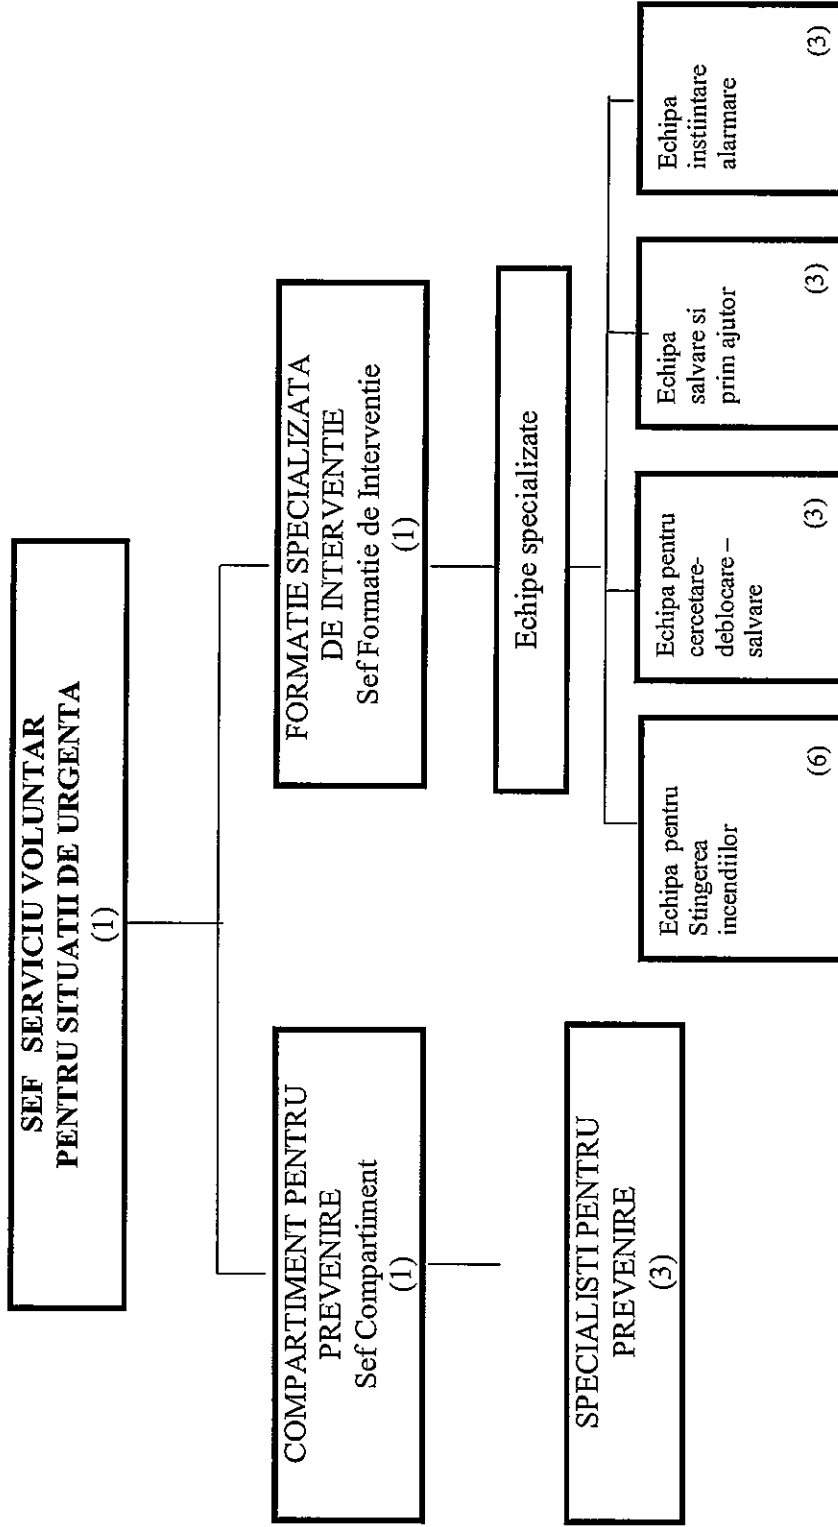 SEF SERVICIU VOLUNTAR
PENTRU SITUATII DE URGENTA
(1)
COMPARTIMENT PENTRU
PREVENIRE
Sef Compartiment
(1)
FORMATIE SPECIALIZATA
DE INTERVENTIE
Sef Formatie de Interventie
(1)
SPECIALISTI PENTRU
PREVENIRE
(3)
Echipe specializate
Echipa pentru
Stingerea
incendiilor
(6)
Echipa pentru
cercetare-
deblocare –
salvare
(3)
Echipa
salvare si
prim ajutor
(3)
Echipa
instiintare
alarmare
(3)